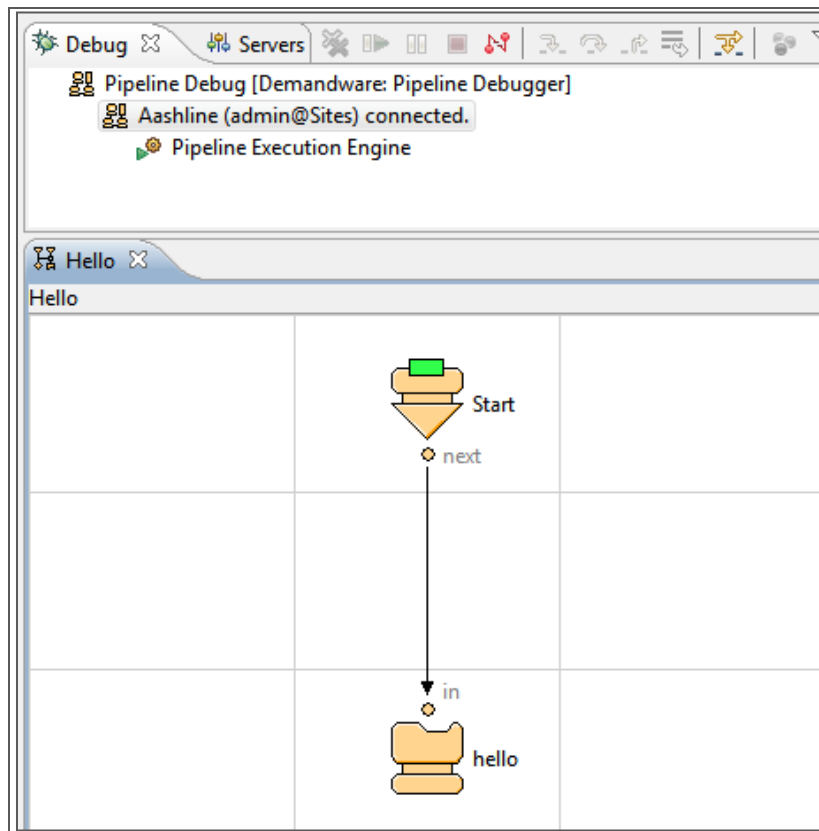 Debug Servers
Pipeline Debug [Demandware: Pipeline Debugger]
Aashline (admin@Sites) connected.
Pipeline Execution Engine
Hello
Hello
Start
next
in
hello